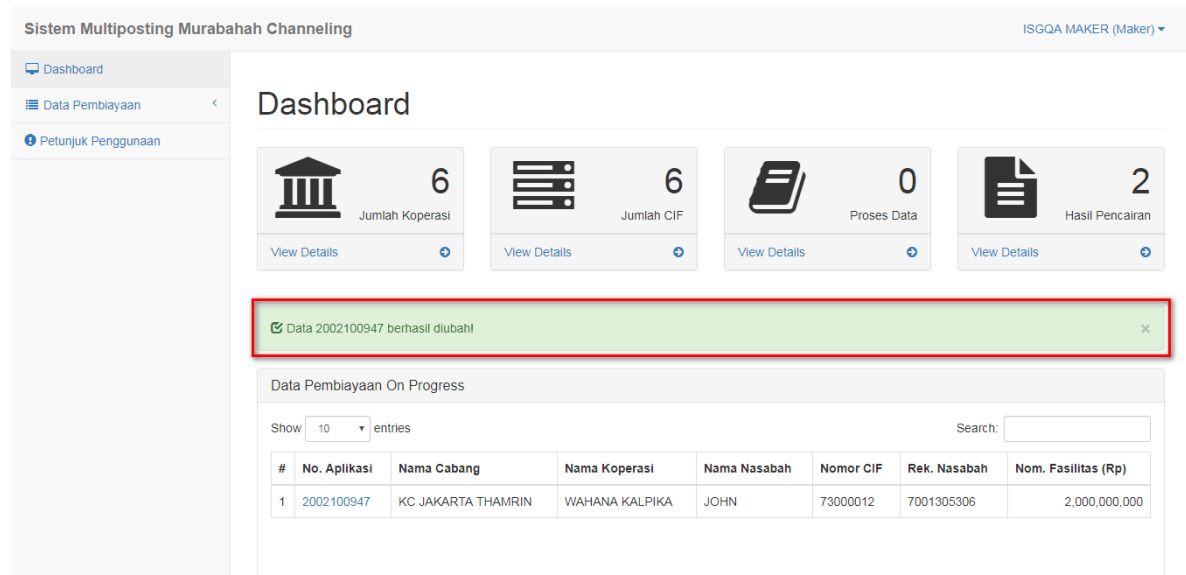 Sistem Multiposting Murabahah Channeling
ISGQA MAKER (Maker)
Dashboard
Data Pembiayaan
Petunjuk Penggunaan
Dashboard
6
Jumlah Koperasi
View Details
6
Jumlah CIF
View Details
0
Proses Data
View Details
2
Hasil Pencairan
View Details
Data 2002100947 berhasil diubah!
×
Data Pembiayaan On Progress
Show 10 entries
Search:
# No. Aplikasi Nama Cabang Nama Koperasi Nama Nasabah Nomor CIF Rek. Nasabah Nom. Fasilitas (Rp)
1 2002100947 KC JAKARTA THAMRIN WAHANA KALPIKA JOHN 73000012 7001305306 2,000,000,000